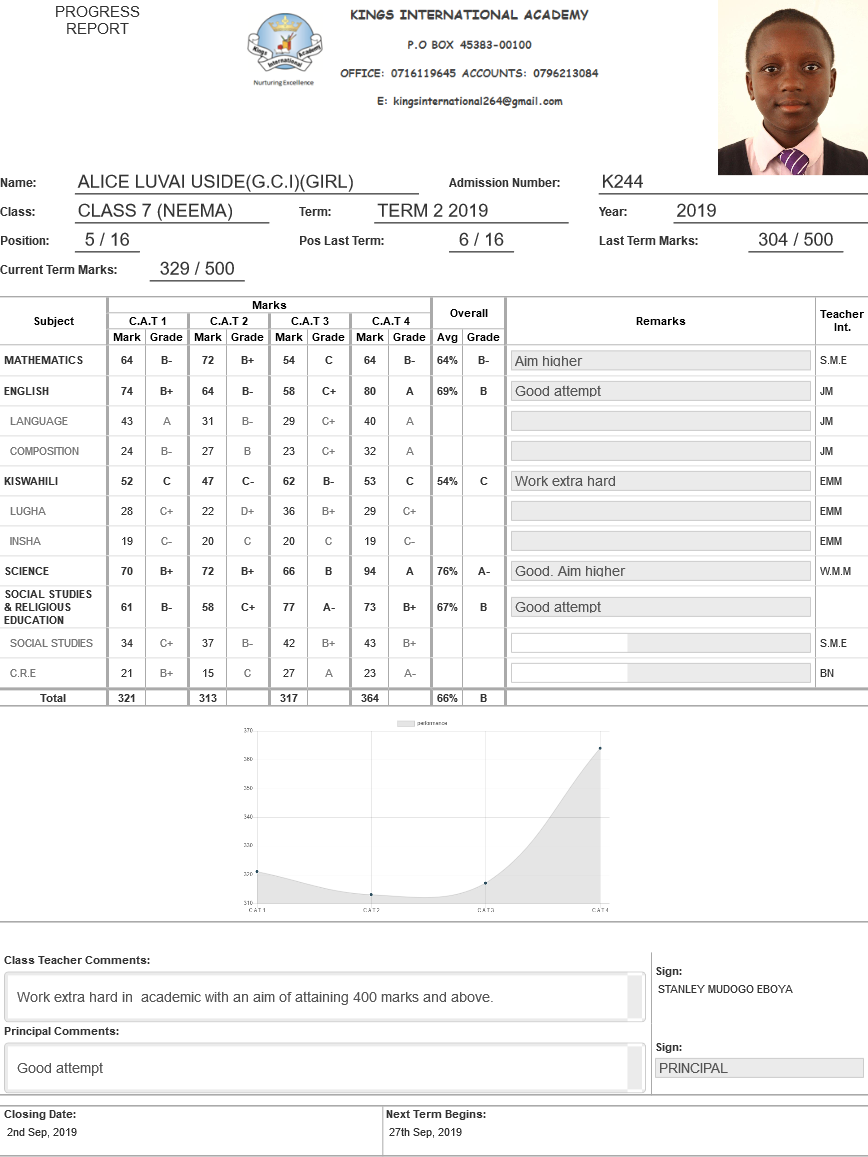 PROGRESS
REPORT
Kings International Academy
Nurturing Excellence
KINGS INTERNATIONAL ACADEMY
P.O BOX 45383-00100
OFFICE: 0716119645 ACCOUNTS: 0796213084
E: kingsinternational264@gmail.com
Name: ALICE LUVAI USIDE(G.C.I)(GIRL) Admission Number: K244
Class: CLASS 7 (NEEMA) Term: TERM 2 2019 Year: 2019
Position: 5 / 16 Pos Last Term: 6 / 16 Last Term Marks: 304 / 500
Current Term Marks: 329 / 500
Subject Marks Overall Remarks Teacher Int.
C.A.T 1 C.A.T 2 C.A.T 3 C.A.T 4
Mark Grade Mark Grade Mark Grade Mark Grade Avg Grade
MATHEMATICS 64 B- 72 B+ 54 C 64 B- 64% B- Aim higher S.M.E
ENGLISH 74 B+ 64 B- 58 C+ 80 A 69% B Good attempt JM
LANGUAGE 43 A 31 B- 29 C+ 40 A JM
COMPOSITION 24 B- 27 B 23 C+ 32 A JM
KISWAHILI 52 C 47 C- 62 B- 53 C 54% C Work extra hard EMM
LUGHA 28 C+ 22 D+ 36 B+ 29 C+ EMM
INSHA 19 C- 20 C 20 C 19 C- EMM
SCIENCE 70 B+ 72 B+ 66 B 94 A 76% A- Good. Aim higher W.M.M
SOCIAL STUDIES
& RELIGIOUS
EDUCATION 61 B- 58 C+ 77 A- 73 B+ 67% B Good attempt
SOCIAL STUDIES 34 C+ 37 B- 42 B+ 43 B+ S.M.E
C.R.E 21 B+ 15 C 27 A 23 A- BN
Total 321 313 317 364 66% B
performance
370
360
350
340
330
320
310
CAT1 CAT2 CAT3 CAT4
Class Teacher Comments:
Work extra hard in  academic with an aim of attaining 400 marks and above.
Sign:
STANLEY MUDOGO EBOYA
Principal Comments:
Good attempt
Sign:
PRINCIPAL
Closing Date: Next Term Begins:
2nd Sep, 2019 27th Sep, 2019